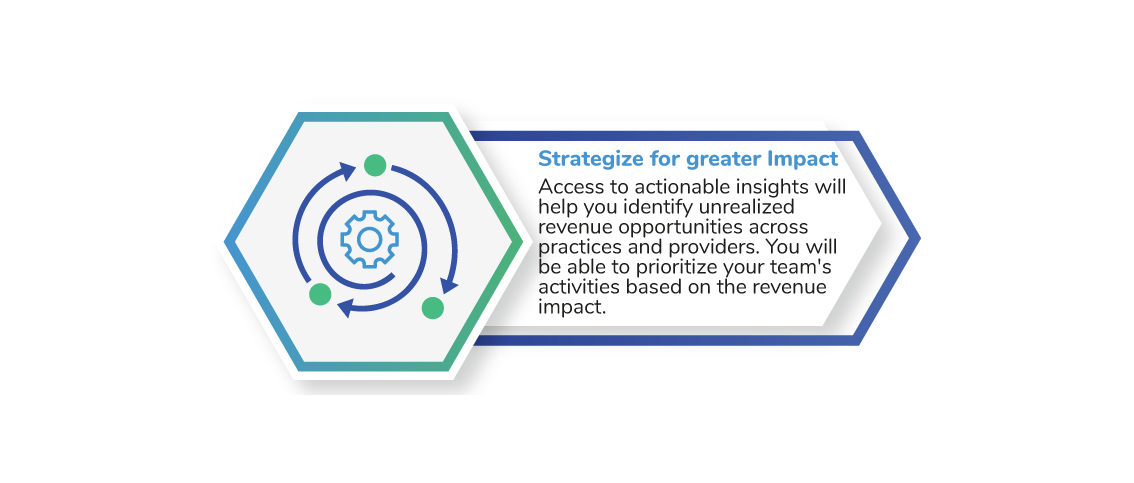 Strategize for greater Impact
Access to actionable insights will
help you identify unrealized
revenue opportunities across
practices and providers. You will
be able to prioritize your team's
activities based on the revenue
impact.